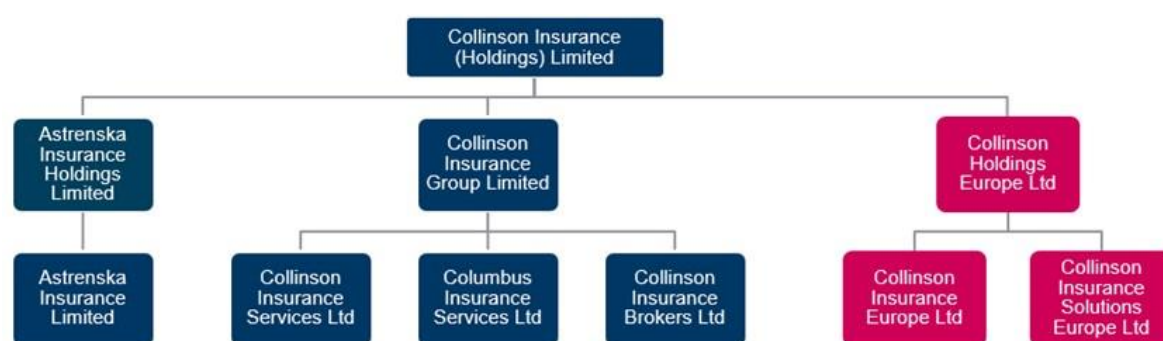 Collinson Insurance
(Holdings) Limited
Astrenska
Insurance
Holdings
Limited
Collinson
Insurance
Group Limited
Collinson
Holdings
Europe Ltd
Astrenska
Insurance
Limited
Collinson
Insurance
Services Ltd
Columbus
Insurance
Services Ltd
Collinson
Insurance
Brokers Ltd
Collinson
Insurance
Europe Ltd
Collinson
Insurance
Solutions
Europe Ltd